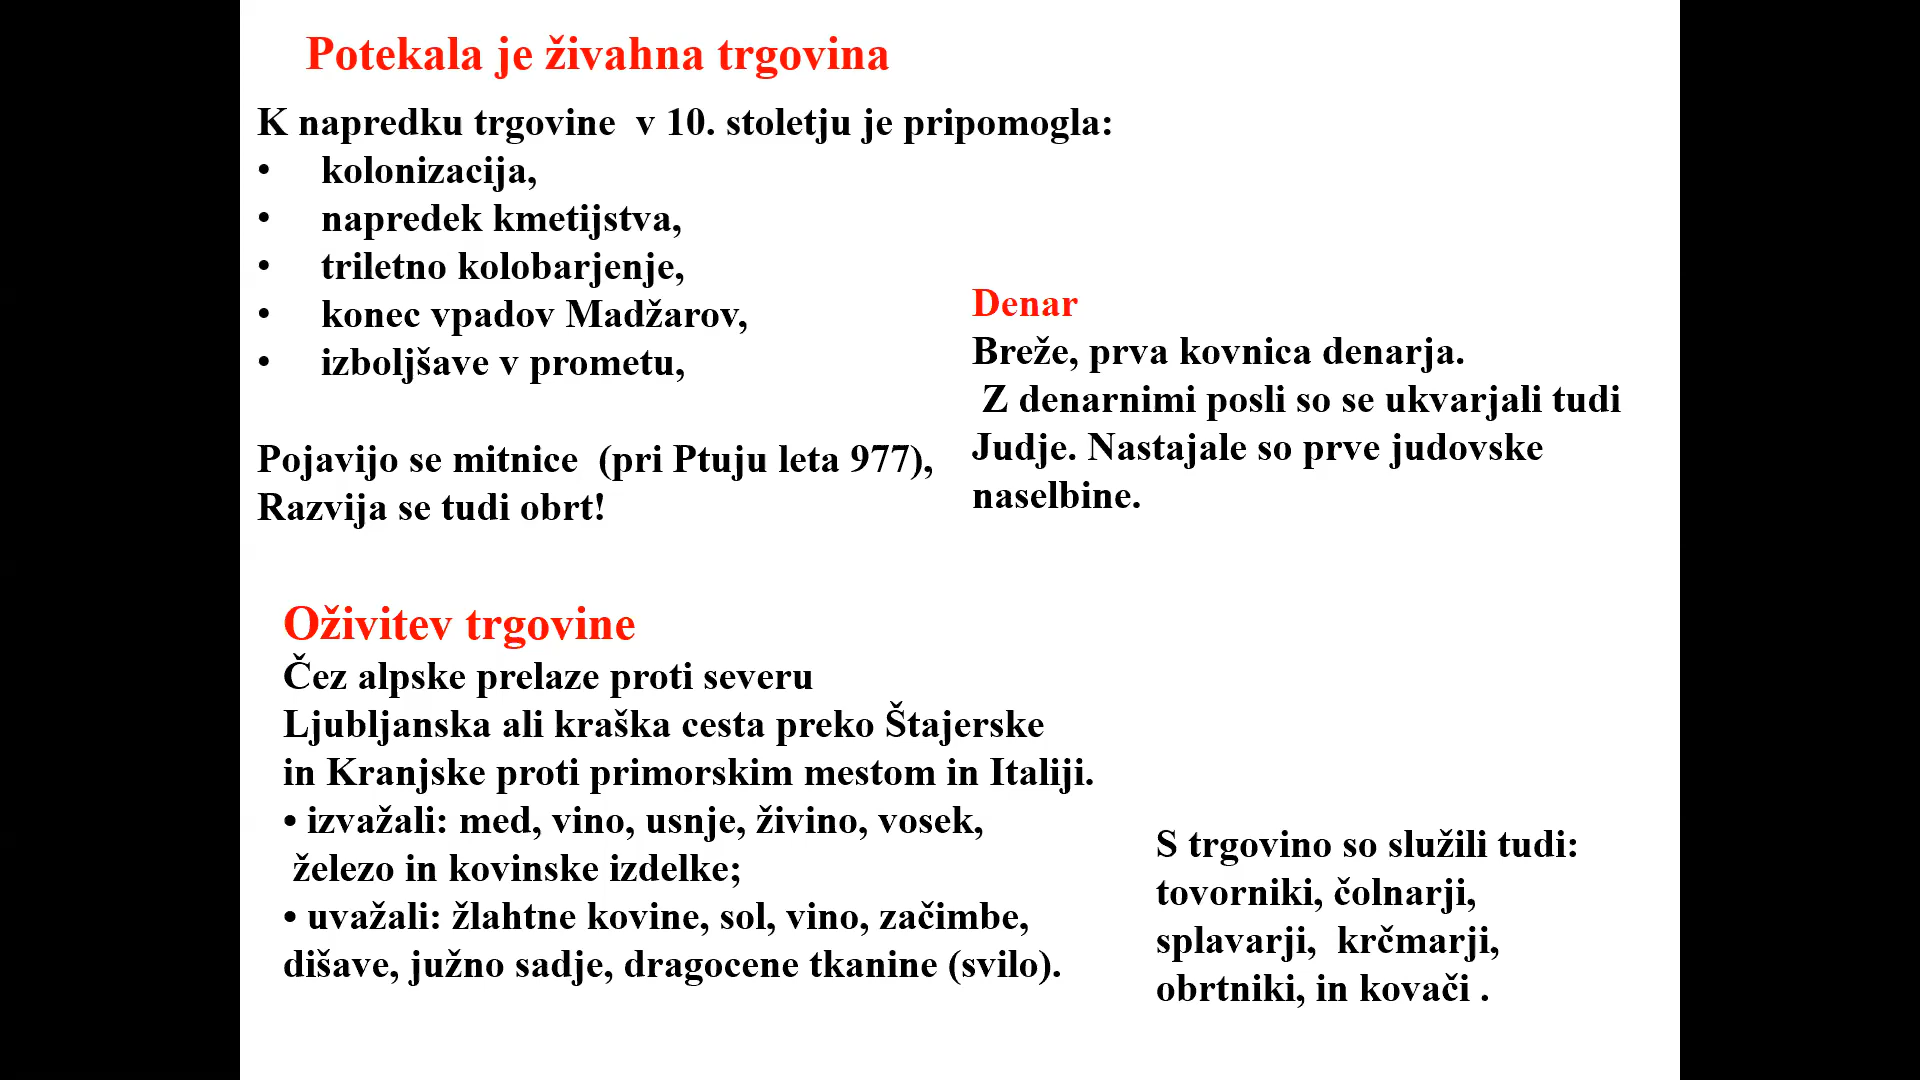 Potekala je živahna trgovina
K napredku trgovine  v 10. stoletju je pripomogla:
•    kolonizacija,
•    napredek kmetijstva,
•    triletno kolobarjenje,
•    konec vpadov Madžarov,
•    izboljšave v prometu,
Pojavijo se mitnice  (pri Ptuju leta 977),
Razvija se tudi obrt!
Denar
Breže, prva kovnica denarja.
Z denarnimi posli so se ukvarjali tudi
Judje. Nastajale so prve judovske
naselbine.
Oživitev trgovine
Čez alpske prelaze proti severu
Ljubljanska ali kraška cesta preko Štajerske
in Kranjske proti primorskim mestom in Italiji.
• izvažali: med, vino, usnje, živino, vosek,
železo in kovinske izdelke;
• uvažali: žlahtne kovine, sol, vino, začimbe,
dišave, južno sadje, dragocene tkanine (svilo).
S trgovino so služili tudi:
tovorniki, čolnarji,
splavarji,  krčmarji,
obrtniki, in kovači .